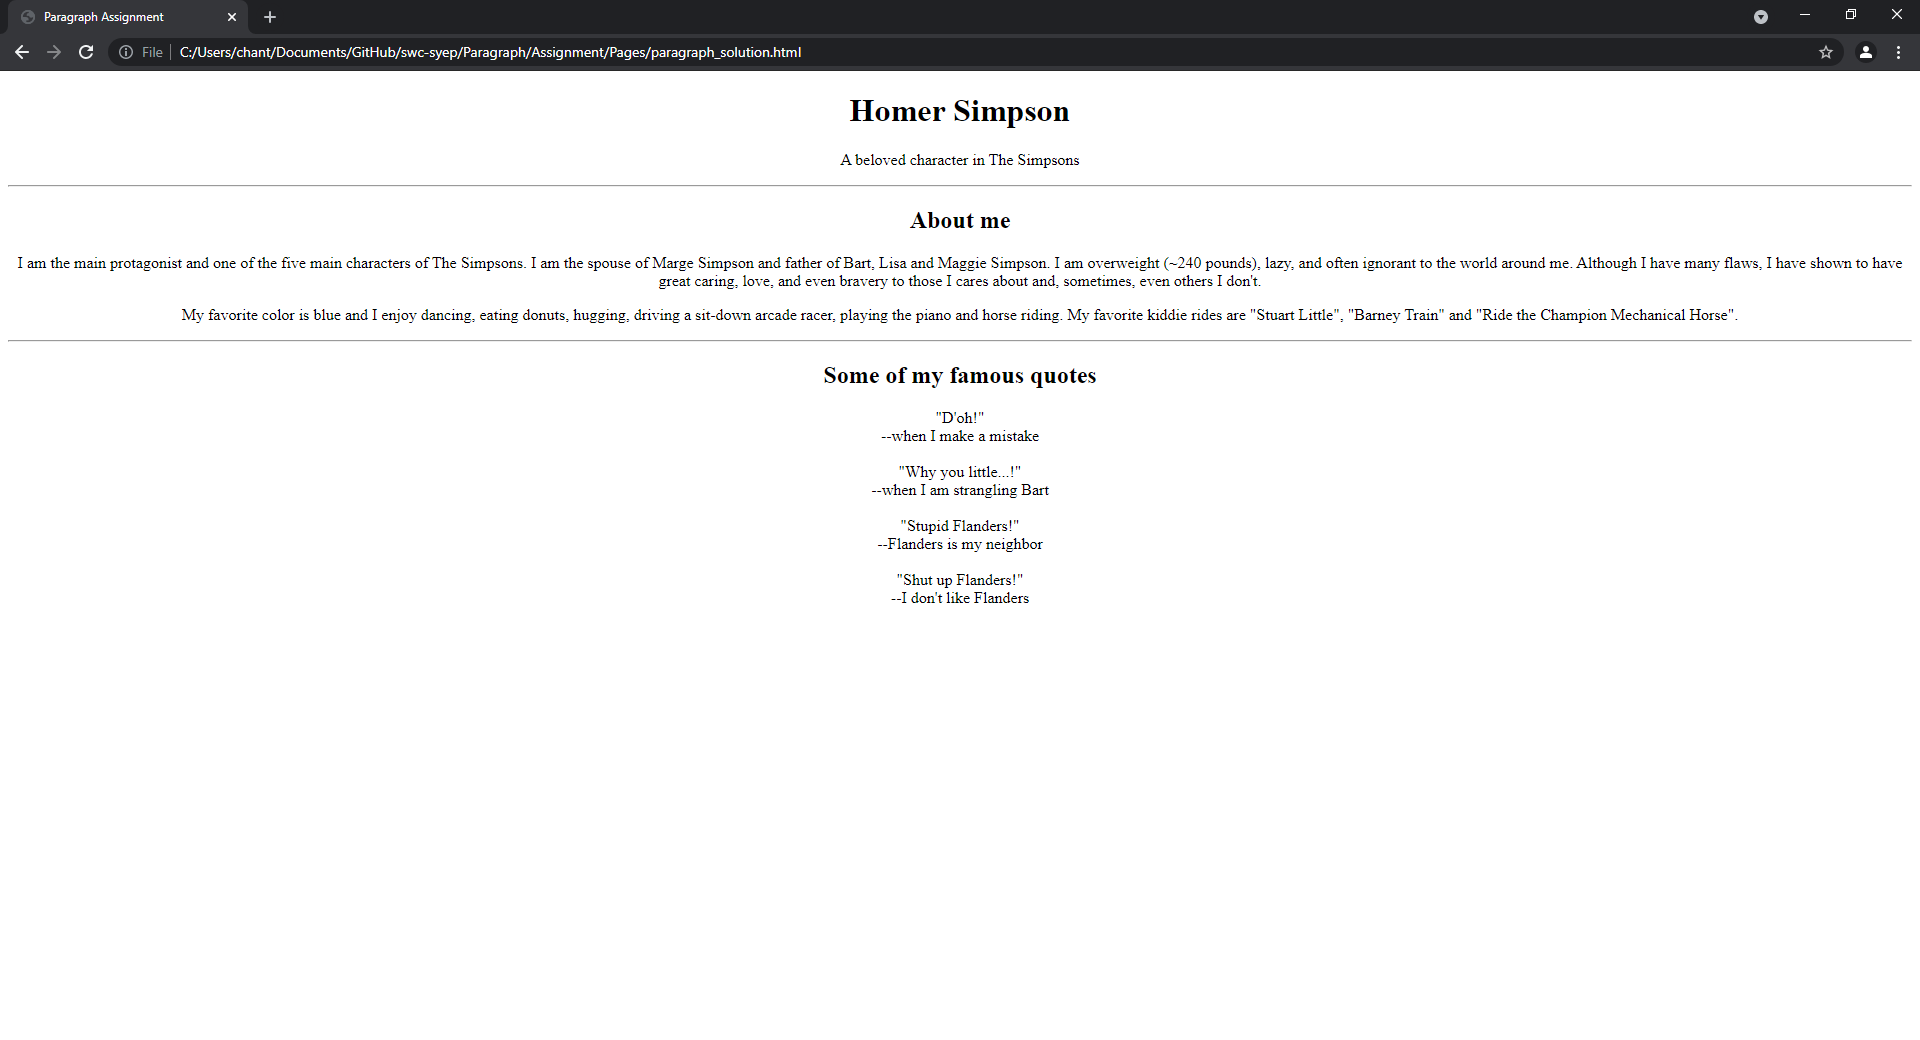 Paragraph Assignment
File
C:/Users/chant/Documents/GitHub/swc-syep/Paragraph/Assignment/Pages/paragraph_solution.html
Homer Simpson
A beloved character in The Simpsons
About me
I am the main protagonist and one of the five main characters of The Simpsons. I am the spouse of Marge Simpson and father of Bart, Lisa and Maggie Simpson. I am overweight (~240 pounds), lazy, and often ignorant to the world around me. Although I have many flaws, I have shown to have
great caring, love, and even bravery to those I cares about and, sometimes, even others I don't.
My favorite color is blue and I enjoy dancing, eating donuts, hugging, driving a sit-down arcade racer, playing the piano and horse riding. My favorite kiddie rides are "Stuart Little", "Barney Train" and "Ride the Champion Mechanical Horse".
Some of my famous quotes
"D'oh!"
--when I make a mistake
"Why you little...!"
--when I am strangling Bart
"Stupid Flanders!"
--Flanders is my neighbor
"Shut up Flanders!"
--I don't like Flanders